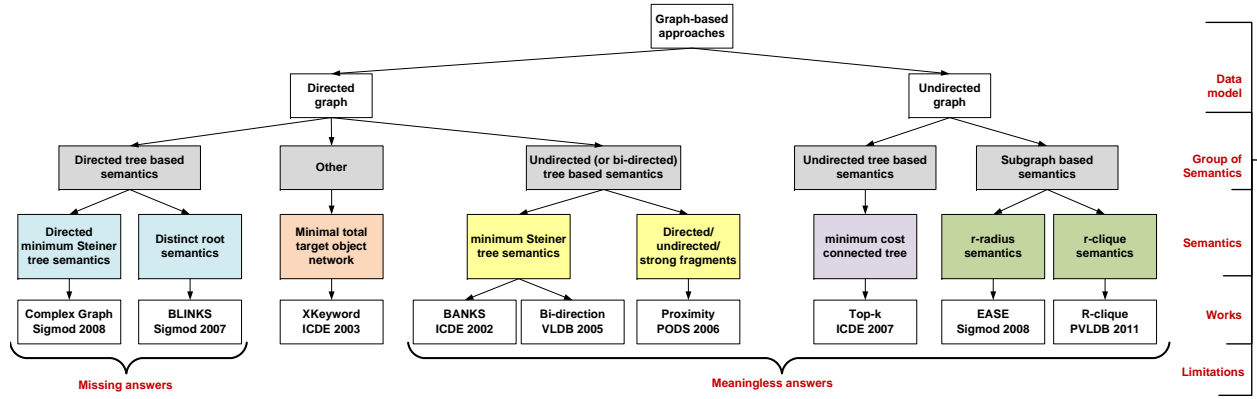 Graph-based
approaches
Data
model
Directed
graph
Undirected
graph
Group of
Semantics
Directed tree based
semantics
Other
Undirected (or bi-directed)
tree based semantics
Undirected tree based
semantics
Subgraph based
semantics
Semantics
Directed
minimum Steiner
tree semantics
Distinct root
semantics
Minimal total
target object
network
minimum Steiner
tree semantics
Directed/
undirected/
strong fragments
minimum cost
connected tree
r-radius
semantics
r-clique
semantics
Works
Complex Graph
Sigmod 2008
BLINKS
Sigmod 2007
XKeyword
ICDE 2003
BANKS
ICDE 2002
Bi-direction
VLDB 2005
Proximity
PODS 2006
Top-k
ICDE 2007
EASE
Sigmod 2008
R-clique
PVLDB 2011
Limitations
Missing answers
Meaningless answers